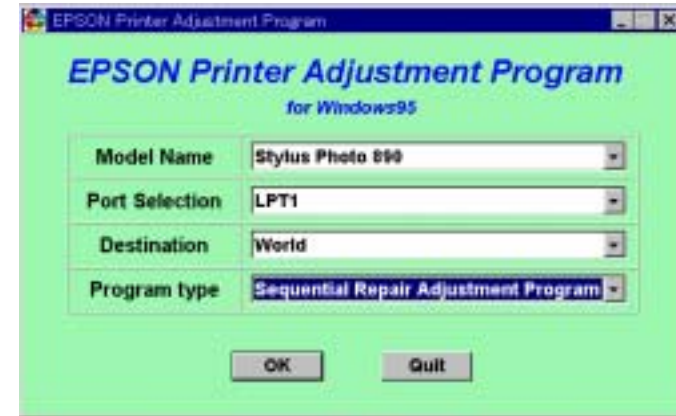 EPSON Printer Adjustment Program
EPSON Printer Adjustment Program
for Windows95
Model Name Stylus Photo 890
Port Selection LPT1
Destination World
Program type Sequential Repair Adjustment Program
OK Quit